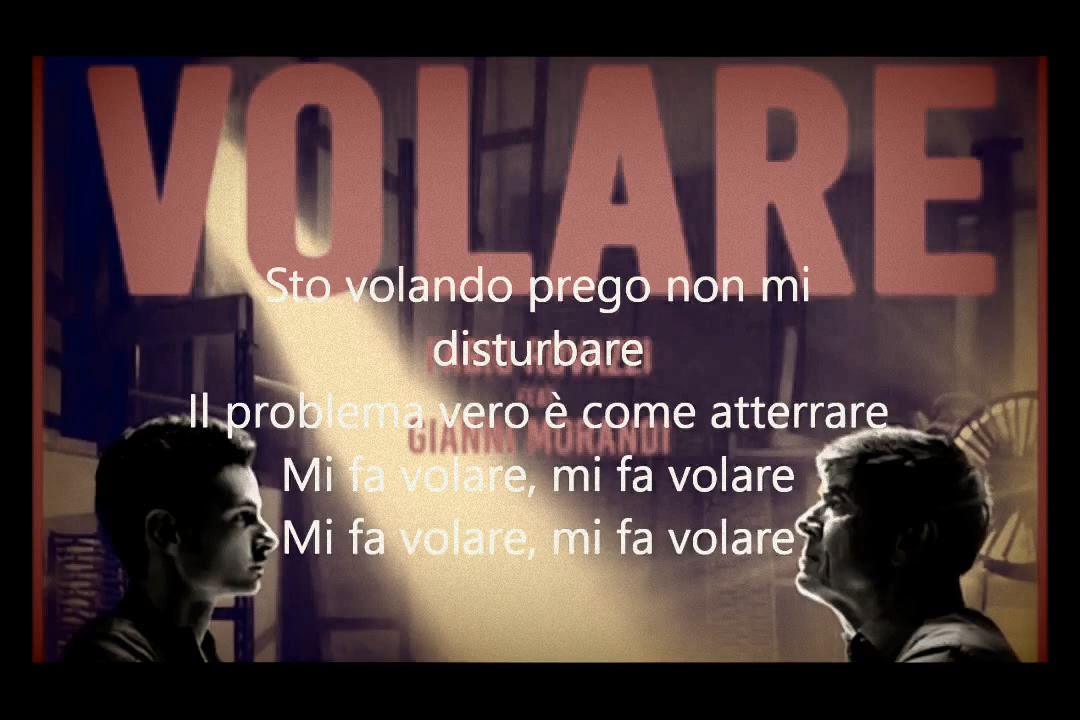 VOLARE
Sto volando prego non mi
disturbare
Il problema vero è come atterrare
GIANNI MORANDI
Mi fa volare, mi fa volare
Mi fa volare, mi fa volare